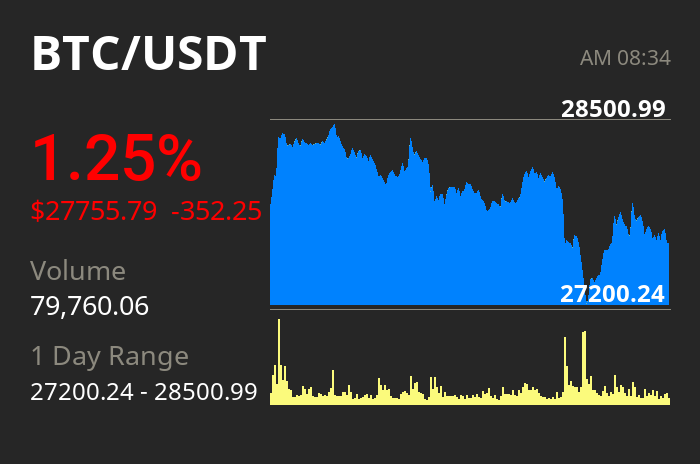 BTC/USDT
AM 08:34
28500.99
1.25%
$27755.79 -352.25
Volume
79,760.06
27200.24
1 Day Range
27200.24 - 28500.99